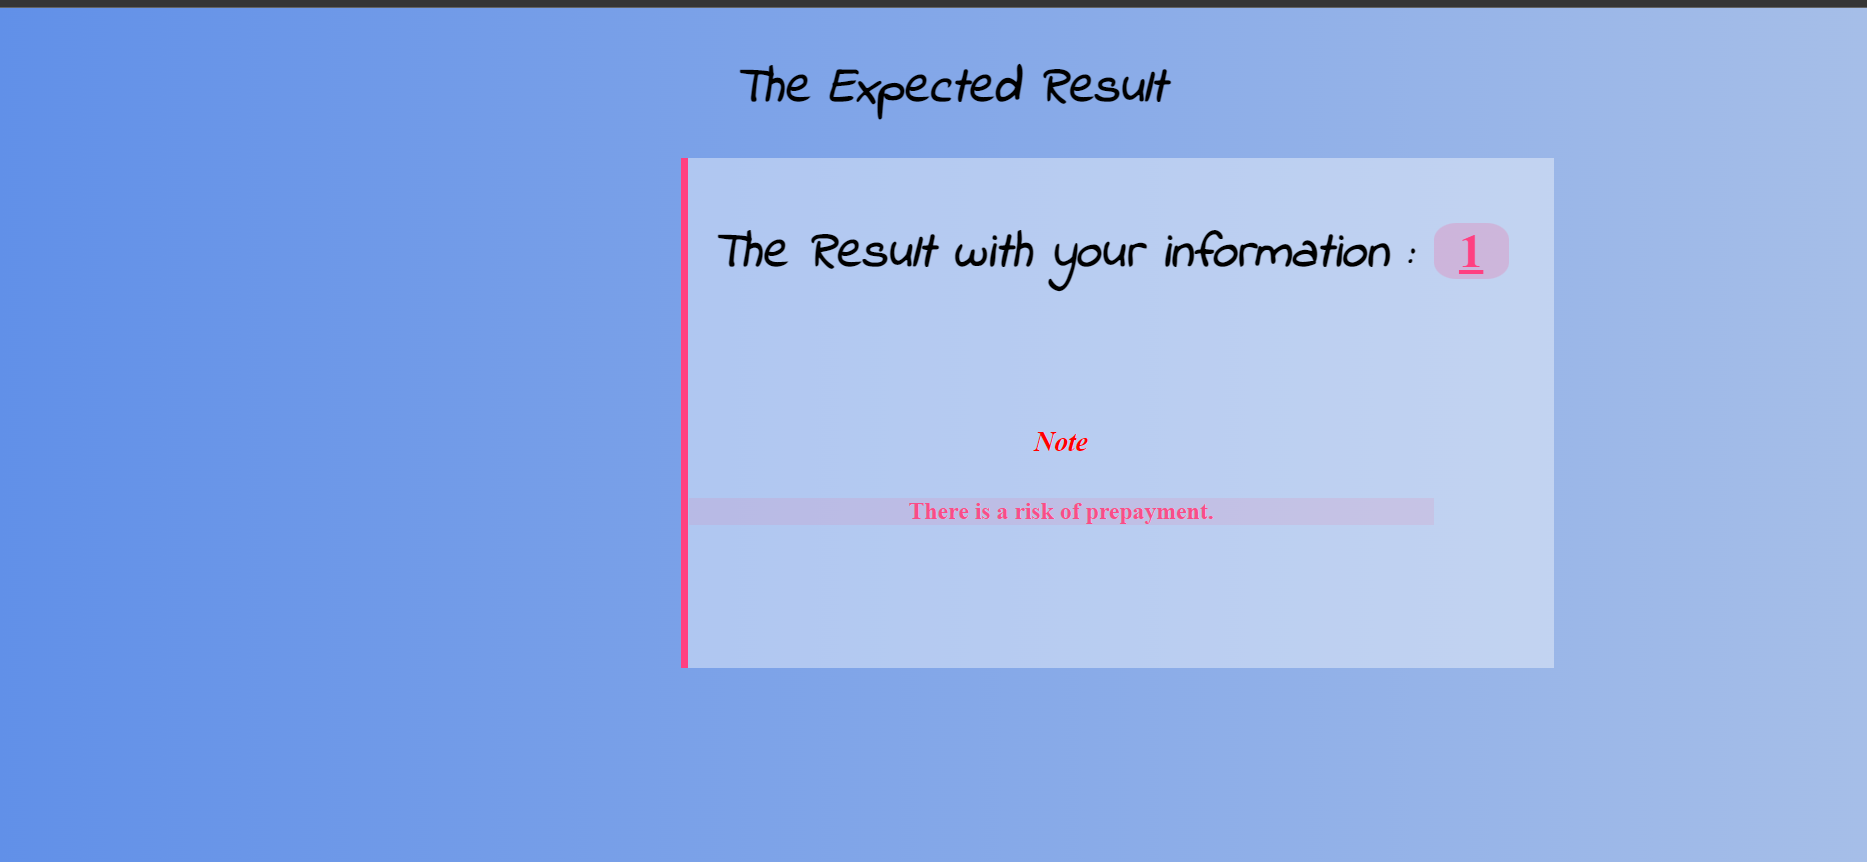 The Expected Result
The Result with your information : 1
Note
There is a risk of prepayment.